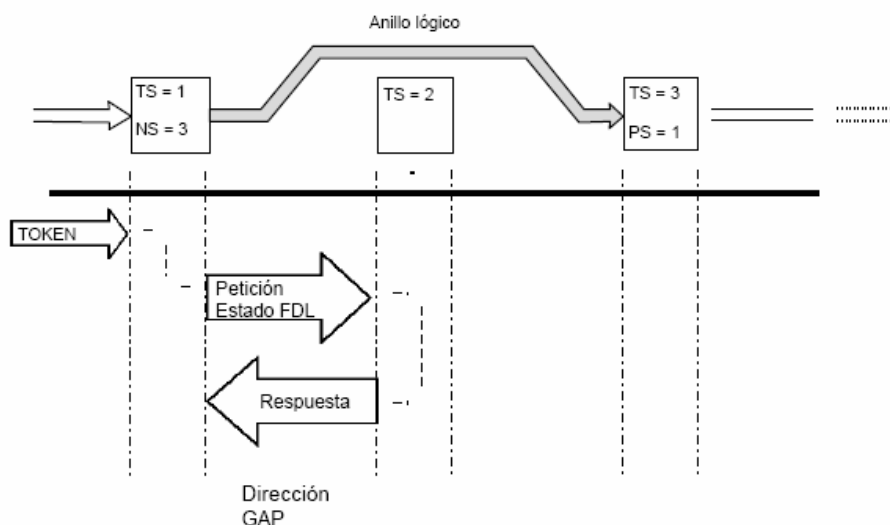 Anillo lógico
TS = 1
NS = 3
TS = 2
TS = 3
PS = 1
TOKEN
Petición
Estado FDL
Respuesta
Dirección
GAP